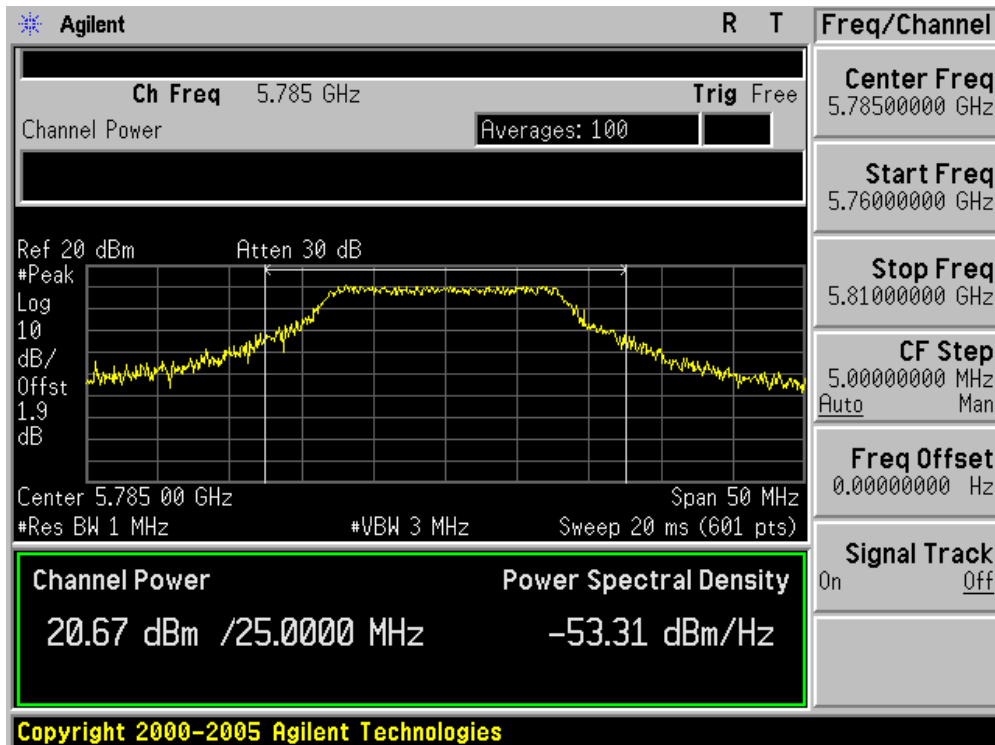 Agilent R T
Ch Freq 5.785 GHz Trig Free
Channel Power Averages: 100
Ref 20 dBm Atten 30 dB
#Peak
Log
10
dB/
Offst
1.9
dB
Center 5.785 00 GHz Span 50 MHz
#Res BW 1 MHz #VBW 3 MHz Sweep 20 ms (601 pts)
Channel Power Power Spectral Density
20.67 dBm /25.0000 MHz -53.31 dBm/Hz
Copyright 2000-2005 Agilent Technologies
Freq/Channel
Center Freq
5.78500000 GHz
Start Freq
5.76000000 GHz
Stop Freq
5.81000000 GHz
CF Step
5.00000000 MHz
Auto Man
Freq Offset
0.00000000 Hz
Signal Track
On Off